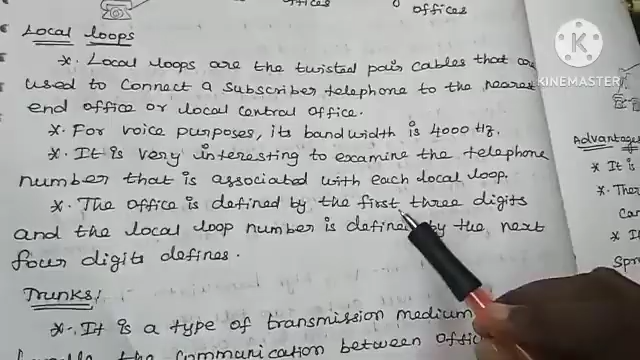 offices
offices
Local loops
*. Local loops are the twisted pair cables that are
used to connect a subscriber telephone to the nearest
end office or local central office.
*. For voice purposes, its bandwidth is 4000 Hz.
*. It is very interesting to examine the telephone
number that is associated with each local loop.
*. The office is defined by the first three digits
and the local loop number is defined by the next
four digits defines.
Trunks:
*. It is a type of transmission medium
the communication between
KINEMASTER
Advantages
* It is
* Ther